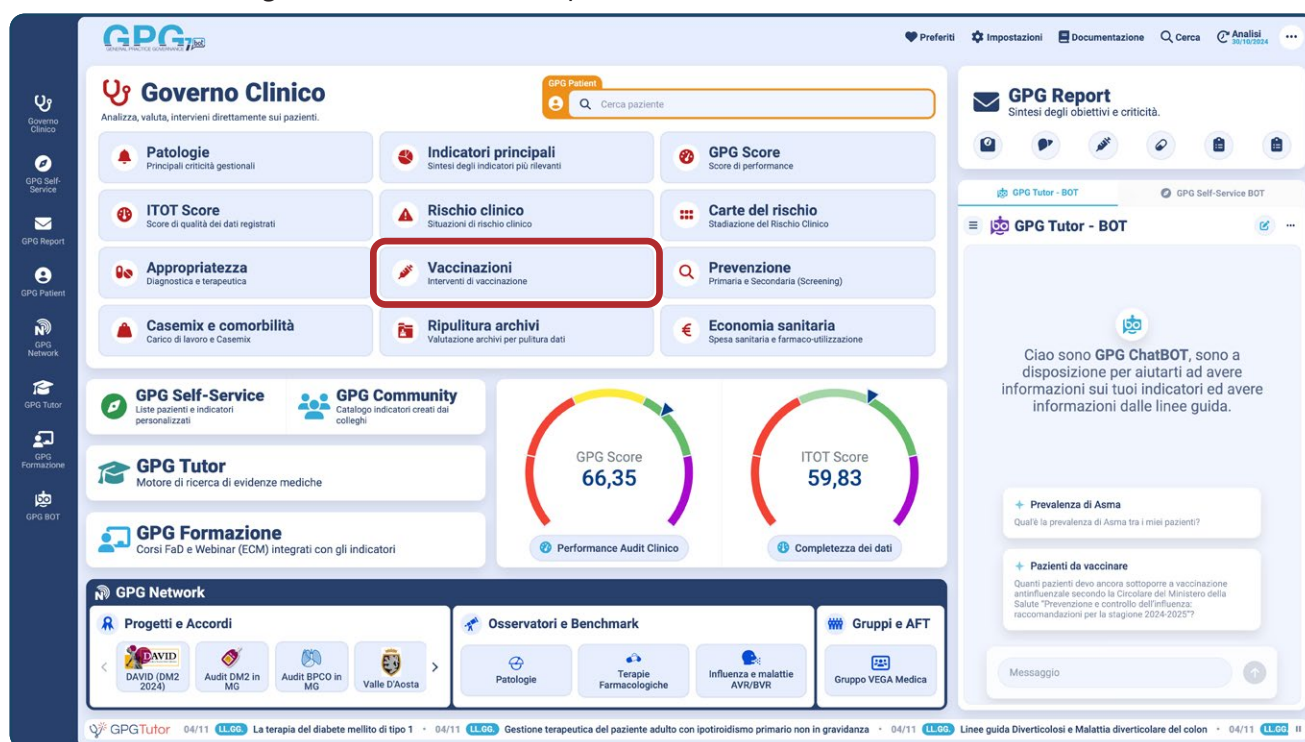 GPG 7 bot
GENERAL PRACTICE GOVERNANCE
Preferiti
Impostazioni
Documentazione
Cerca
Analisi
30/10/2024
Governo
Clinico
GPG Self-
Service
GPG Report
GPG Patient
GPG
Network
GPG Tutor
GPG
Formazione
GPG BOT
Governo Clinico
Analizza, valuta, intervieni direttamente sui pazienti.
GPG Patient
Cerca paziente
Patologie
Principali criticità gestionali
Indicatori principali
Sintesi degli indicatori più rilevanti
GPG Score
Score di performance
ITOT Score
Score di qualità dei dati registrati
Rischio clinico
Situazioni di rischio clinico
Carte del rischio
Stadiazione del Rischio Clinico
Appropriatezza
Diagnostica e terapeutica
Vaccinazioni
Interventi di vaccinazione
Prevenzione
Primaria e Secondaria (Screening)
Casemix e comorbilità
Carico di lavoro e Casemix
Ripulitura archivi
Valutazione archivi per pulitura dati
Economia sanitaria
Spesa sanitaria e farmaco-utilizzazione
GPG Self-Service
Liste pazienti e indicatori
personalizzati
GPG Community
Catalogo indicatori creati dai
colleghi
GPG Tutor
Motore di ricerca di evidenze mediche
GPG Formazione
Corsi FaD e Webinar (ECM) integrati con gli indicatori
GPG Score
66,35
Performance Audit Clinico
ITOT Score
59,83
Completezza dei dati
GPG Network
Progetti e Accordi
DAVID
DAVID (DM2
2024)
Audit DM2 in
MG
Audit BPCO in
MG
Valle D'Aosta
Osservatori e Benchmark
Patologie
Terapie
Farmacologiche
Influenza e malattie
AVR/BVR
Gruppi e AFT
Gruppo VEGA Medica
GPG Report
Sintesi degli obiettivi e criticità.
GPG Tutor - BOT
GPG Self-Service BOT
GPG Tutor - BOT
Ciao sono GPG ChatBOT, sono a
disposizione per aiutarti ad avere
informazioni sui tuoi indicatori ed avere
informazioni dalle linee guida.
Prevalenza di Asma
Qual'è la prevalenza di Asma tra i miei pazienti?
Pazienti da vaccinare
Quanti pazienti devo ancora sottoporre a vaccinazione
antinfluenzale secondo la Circolare del Ministero della
Salute "Prevenzione e controllo dell'influenza:
raccomandazioni per la stagione 2024-2025"?
Messaggio
GPGTutor 04/11 LL.GG. La terapia del diabete mellito di tipo 1 • 04/11 LL.GG. Gestione terapeutica del paziente adulto con ipotiroidismo primario non in gravidanza • 04/11 LL.GG. Linee guida Diverticolosi e Malattia diverticolare del colon • 04/11 LL.GG.